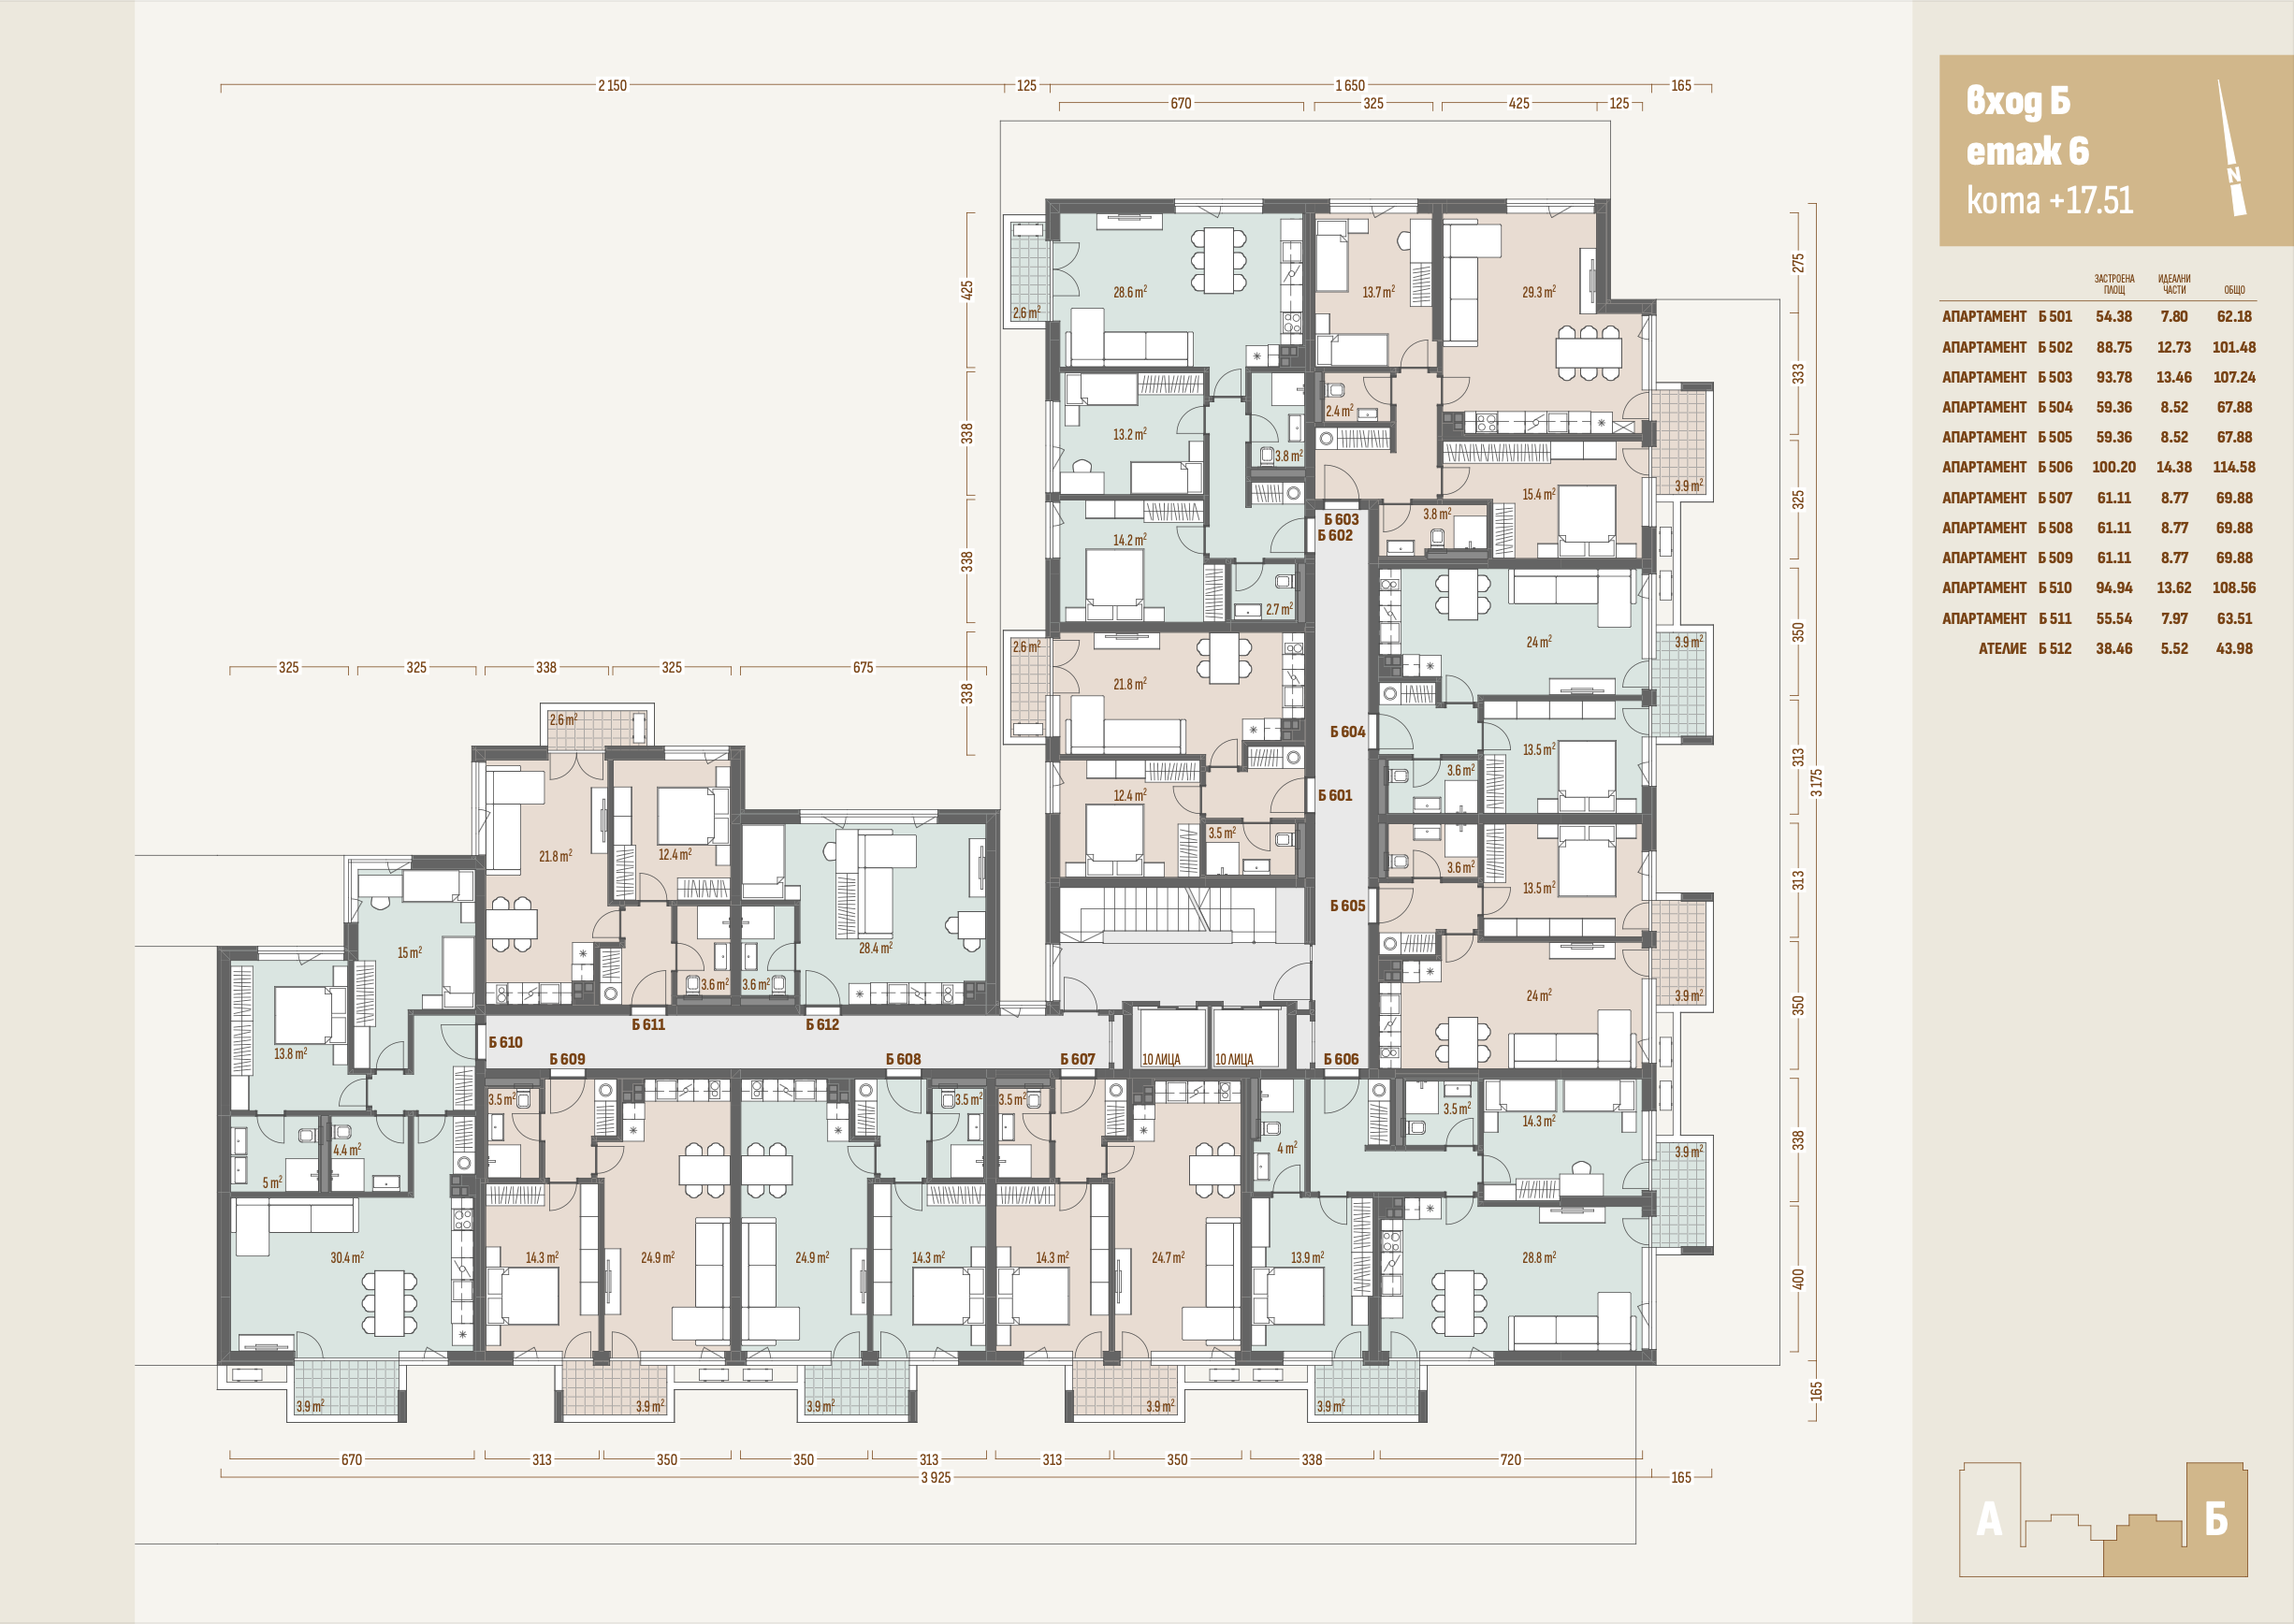 вход Б
етаж 6
кота +17.51
N
ЗАСТРОЕНА ПЛОЩ ИДЕАЛНИ ЧАСТИ ОБЩО
АПАРТАМЕНТ Б 501 54.38 7.80 62.18
АПАРТАМЕНТ Б 502 88.75 12.73 101.48
АПАРТАМЕНТ Б 503 93.78 13.46 107.24
АПАРТАМЕНТ Б 504 59.36 8.52 67.88
АПАРТАМЕНТ Б 505 59.36 8.52 67.88
АПАРТАМЕНТ Б 506 100.20 14.38 114.58
АПАРТАМЕНТ Б 507 61.11 8.77 69.88
АПАРТАМЕНТ Б 508 61.11 8.77 69.88
АПАРТАМЕНТ Б 509 61.11 8.77 69.88
АПАРТАМЕНТ Б 510 94.94 13.62 108.56
АПАРТАМЕНТ Б 511 55.54 7.97 63.51
АТЕЛИЕ Б 512 38.46 5.52 43.98
2 150 125 1 650 165
670 325 425 125
425
338
338
338
275
333
325
350
313
3 175
313
350
338
400
165
325 325 338 325 675
28.6 m²
2.6 m²
13.7 m²
29.3 m²
13.2 m²
3.8 m²
2.4 m²
3.9 m²
15.4 m²
14.2 m²
3.8 m²
2.7 m²
Б 603
Б 602
24 m²
3.9 m²
2.6 m²
21.8 m²
Б 604
13.5 m²
3.6 m²
12.4 m²
Б 601
3.5 m²
3.6 m²
13.5 m²
Б 605
24 m²
3.9 m²
2.6 m²
21.8 m²
12.4 m²
28.4 m²
15 m²
3.6 m²
3.6 m²
13.8 m²
Б 611
Б 612
Б 610
Б 609
Б 608
Б 607
10 ЛИЦА
10 ЛИЦА
Б 606
3.5 m²
3.5 m²
3.5 m²
3.5 m²
14.3 m²
4 m²
3.9 m²
4.4 m²
5 m²
30.4 m²
14.3 m²
24.9 m²
24.9 m²
14.3 m²
14.3 m²
24.7 m²
13.9 m²
28.8 m²
3.9 m²
3.9 m²
3.9 m²
3.9 m²
3.9 m²
670 313 350 350 313 313 350 338 720
3 925 165
А
Б